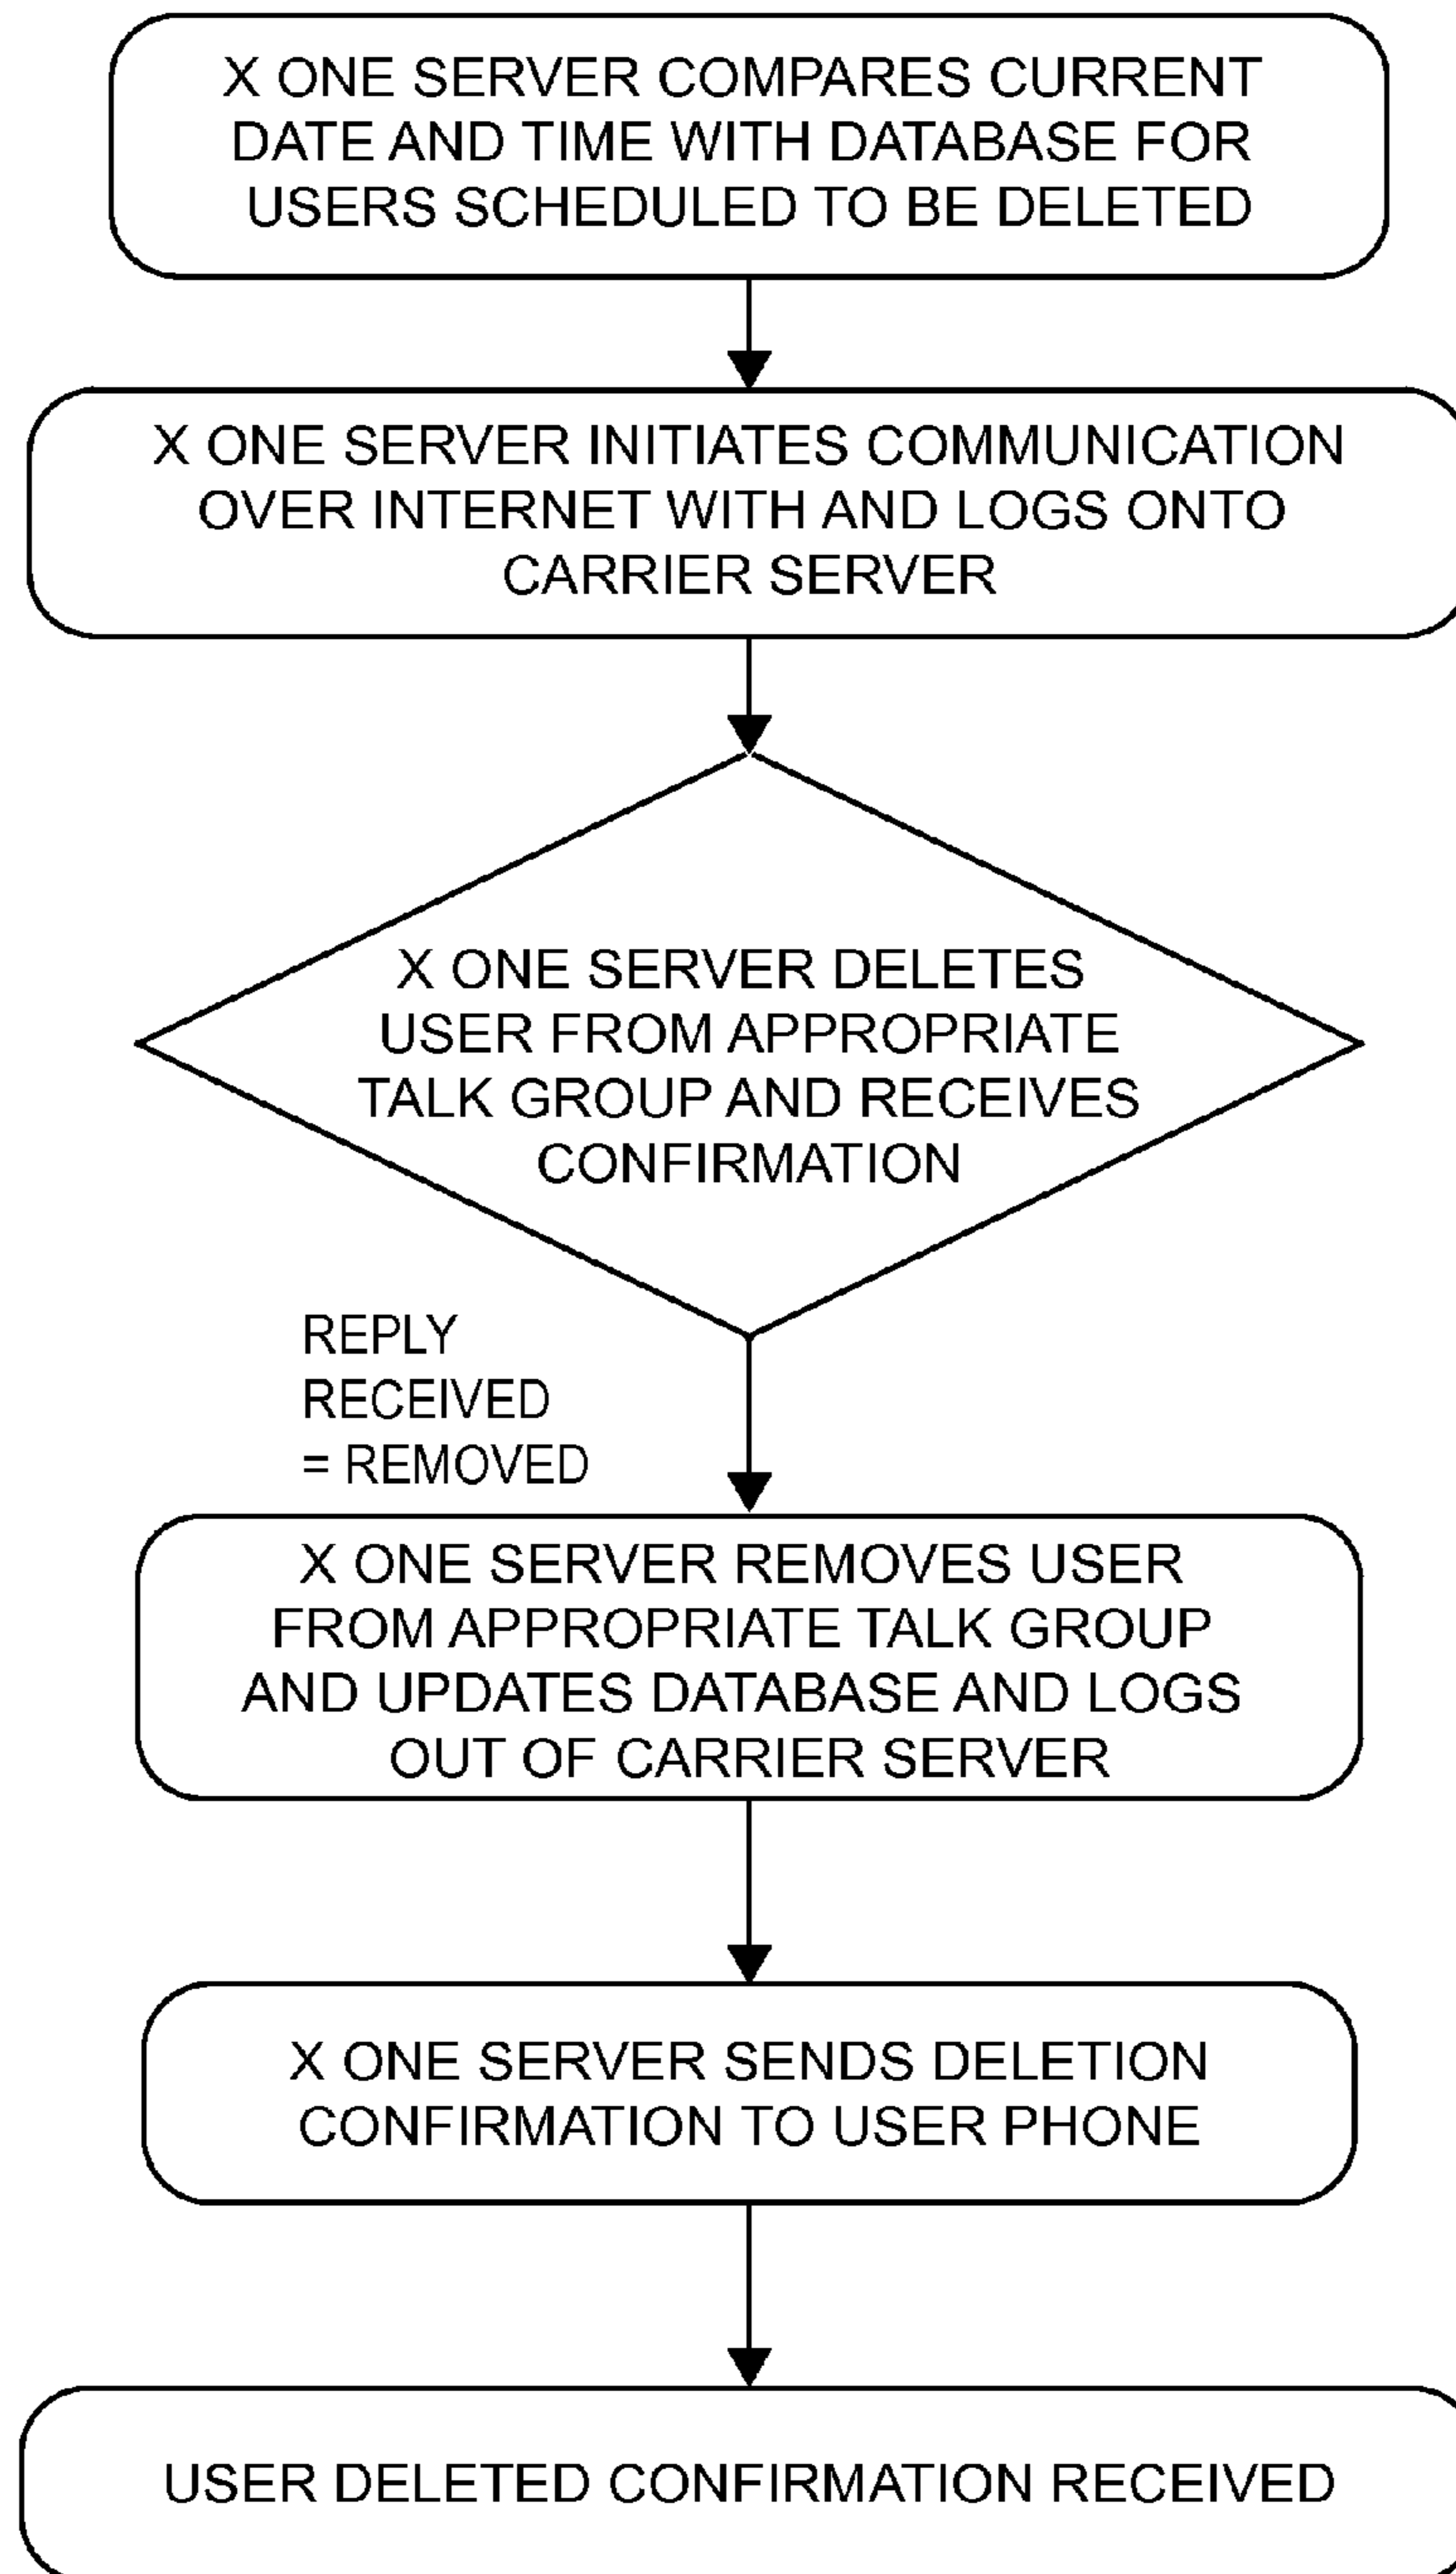 X ONE SERVER COMPARES CURRENT
DATE AND TIME WITH DATABASE FOR
USERS SCHEDULED TO BE DELETED
X ONE SERVER INITIATES COMMUNICATION
OVER INTERNET WITH AND LOGS ONTO
CARRIER SERVER
X ONE SERVER DELETES
USER FROM APPROPRIATE
TALK GROUP AND RECEIVES
CONFIRMATION
REPLY
RECEIVED
= REMOVED
X ONE SERVER REMOVES USER
FROM APPROPRIATE TALK GROUP
AND UPDATES DATABASE AND LOGS
OUT OF CARRIER SERVER
X ONE SERVER SENDS DELETION
CONFIRMATION TO USER PHONE
USER DELETED CONFIRMATION RECEIVED